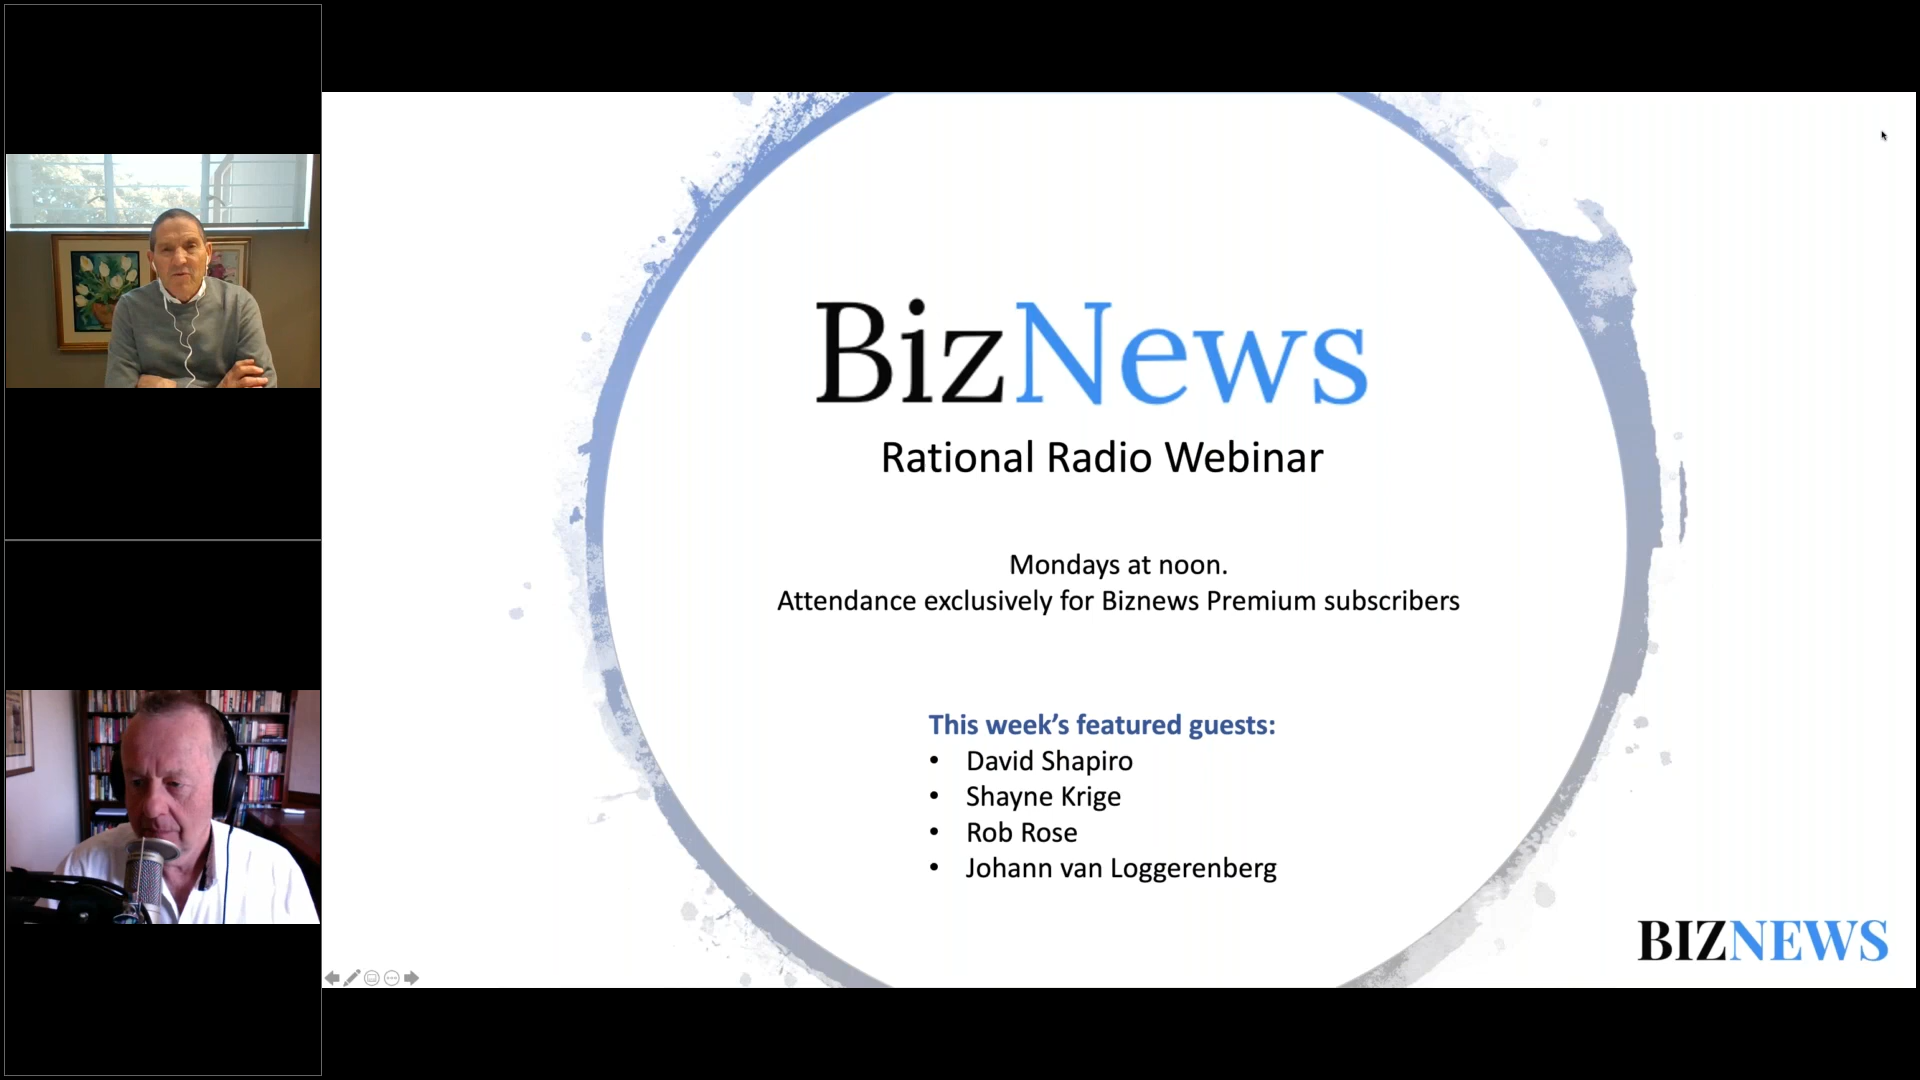 BizNews
Rational Radio Webinar
Mondays at noon.
Attendance exclusively for Biznews Premium subscribers
This week's featured guests:
• David Shapiro
• Shayne Krige
• Rob Rose
• Johann van Loggerenberg
BIZNEWS